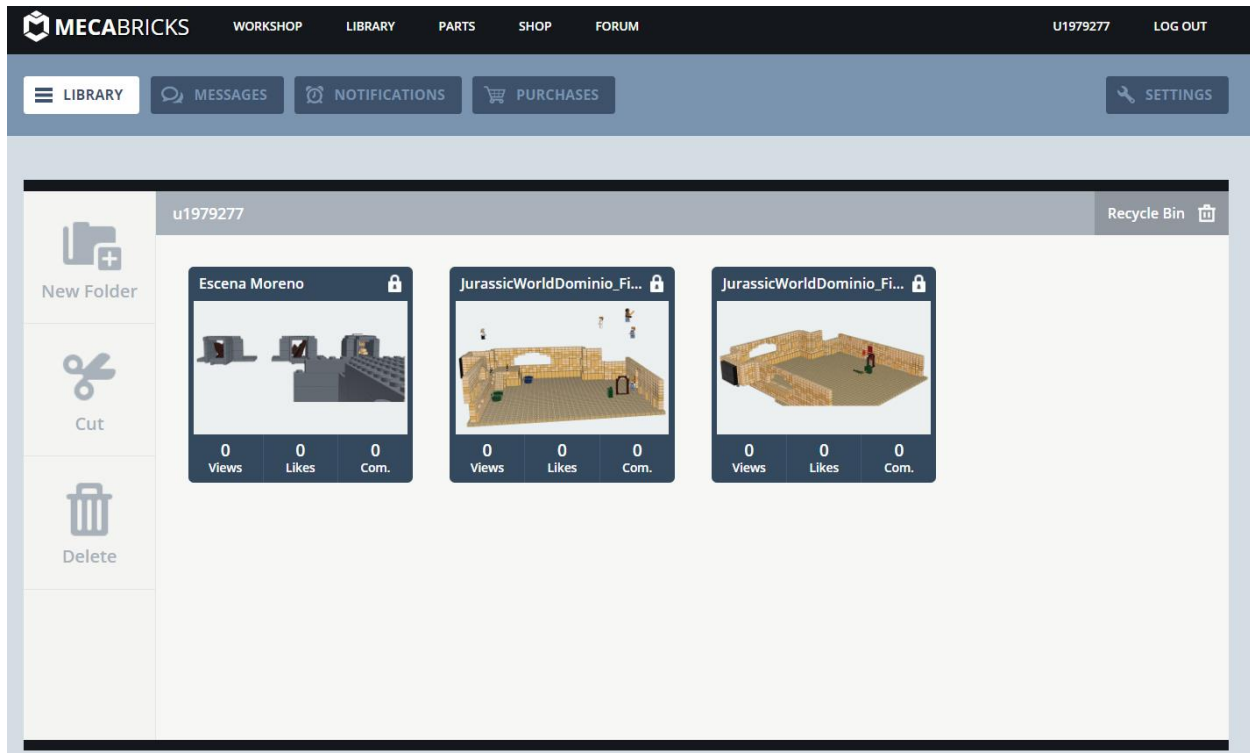 MECABRICKS WORKSHOP LIBRARY PARTS SHOP FORUM U1979277 LOG OUT
LIBRARY MESSAGES NOTIFICATIONS PURCHASES SETTINGS
u1979277 Recycle Bin
New Folder
Cut
Delete
Escena Moreno
0 0 0
Views Likes Com.
JurassicWorldDominio_Fi...
0 0 0
Views Likes Com.
JurassicWorldDominio_Fi...
0 0 0
Views Likes Com.